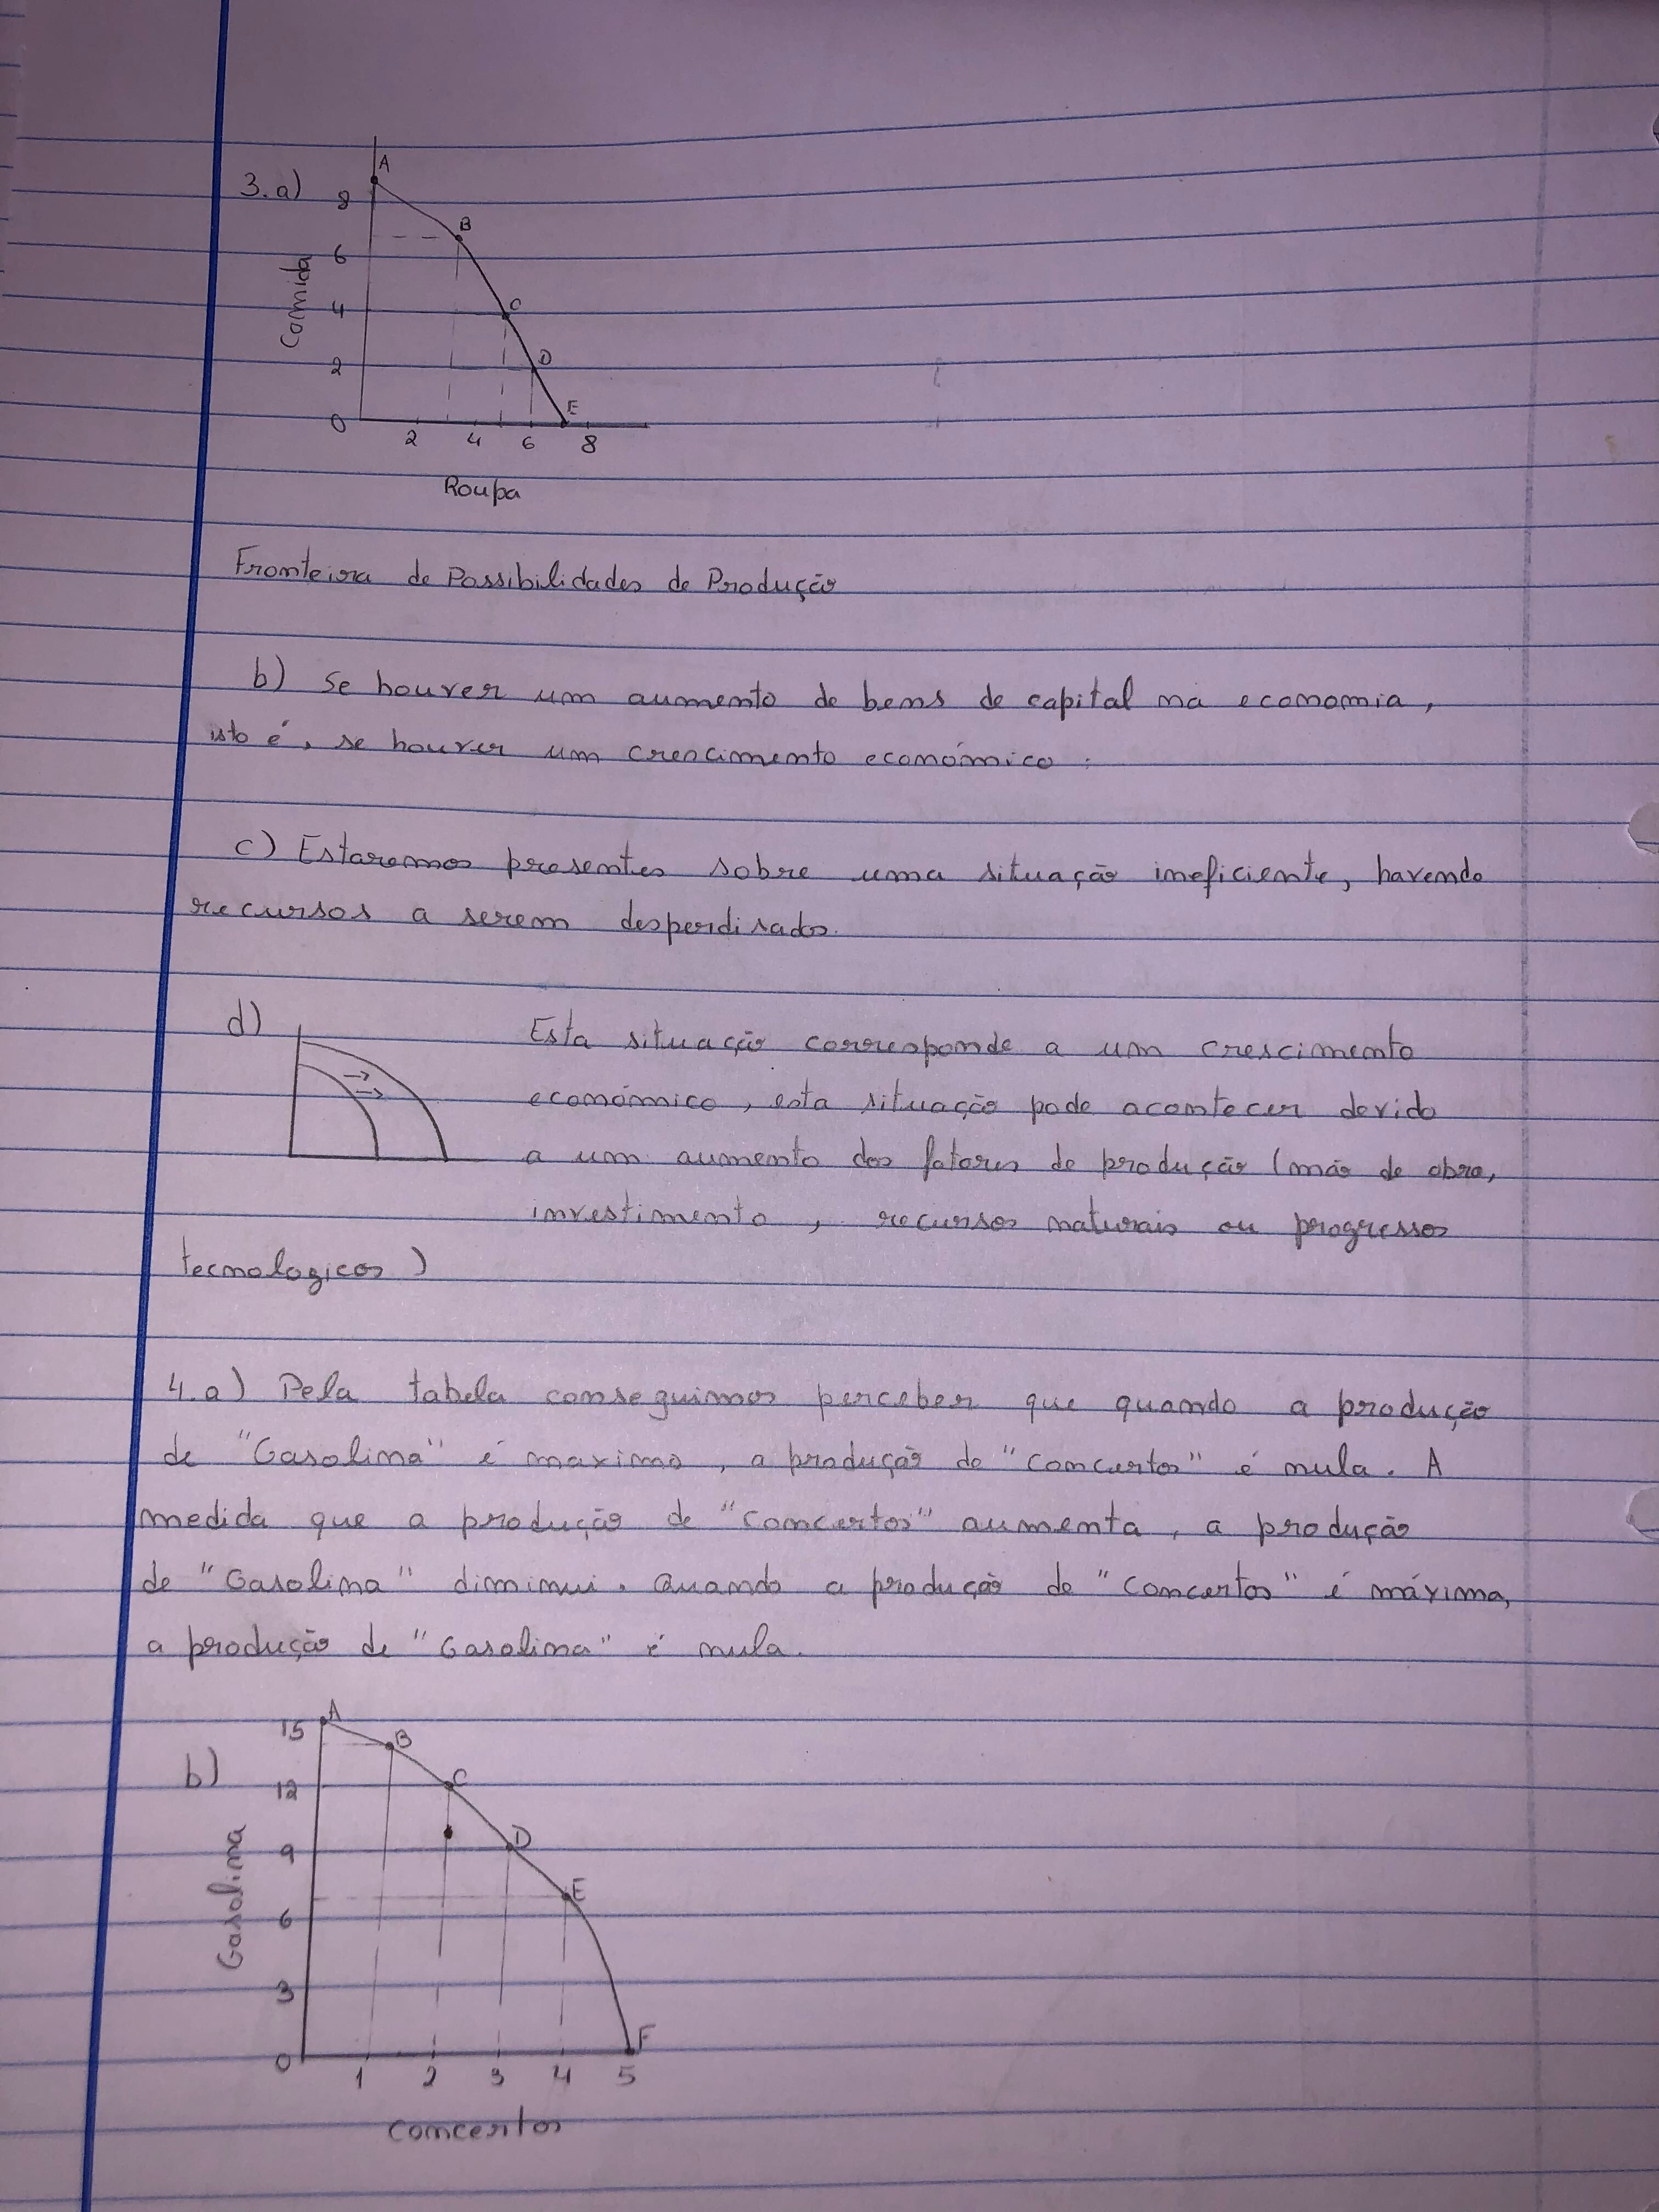 3.a)
A
8
B
6
Comida
4
C
2
D
E
0
2 4 6 8
Roupa
Fronteira de Possibilidades de Produção
b) Se houver um aumento de bens de capital na economia,
isto é, se houver um crencimento económico.
c) Estaremos presentes sobre uma situação ineficiente, havendo
recursos a serem desperdisados.
d) Esta situação corresponde a um crescimento
económico, esta situação pode acontecer devido
a um aumento dos fatores de produção (mão de obra,
investimento, recursos naturais ou progressos
tecnologicos)
4.a) Pela tabela conseguimos perceber que quando a produção
de "Gasolina" é maxima, a produção de "Concertos" é nula. A
medida que a produção de "Concertos" aumenta, a produção
de "Gasolina" diminui. Quando a produção de "Concertos" é máxima,
a produção de "Gasolina" é nula.
b)
A
15
B
12
C
Gasolina
9
D
E
6
3
F
0
1 2 3 4 5
Concertos